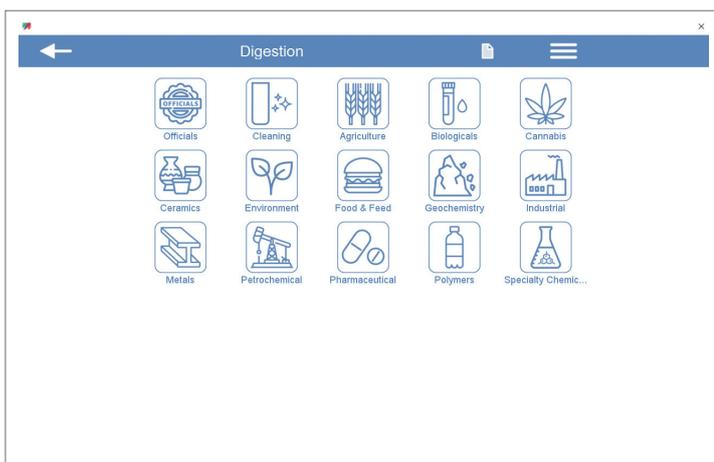 Digestion
OFFICIALS
Officials Cleaning Agriculture Biologicals Cannabis
Ceramics Environment Food & Feed Geochemistry Industrial
Metals Petrochemical Pharmaceutical Polymers Specialty Chemic...